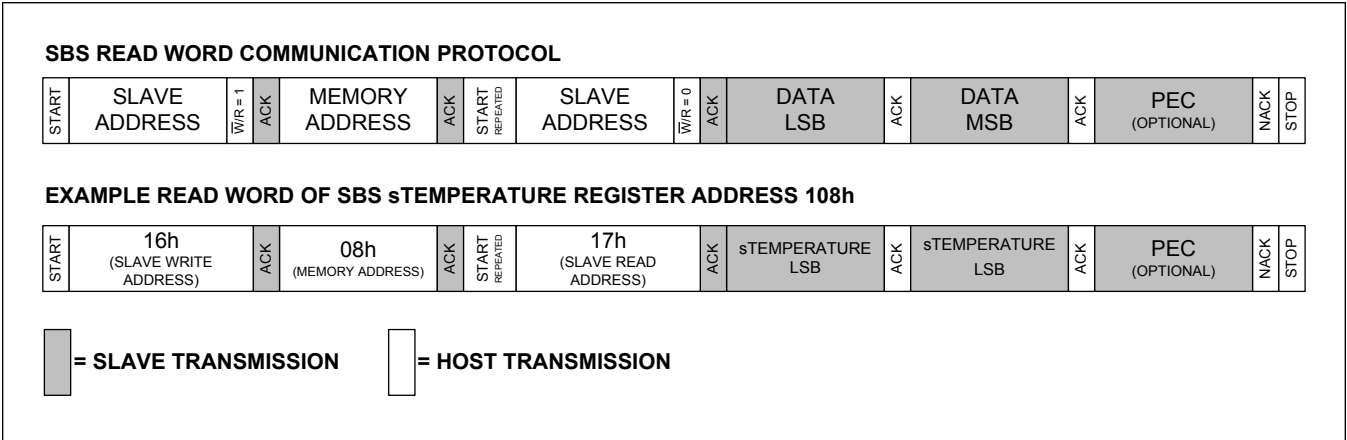 SBS READ WORD COMMUNICATION PROTOCOL
START
SLAVE
ADDRESS
W̅/R = 1
ACK
MEMORY
ADDRESS
ACK
START
REPEATED
SLAVE
ADDRESS
W̅/R = 0
ACK
DATA
LSB
ACK
DATA
MSB
ACK
PEC
(OPTIONAL)
NACK
STOP
EXAMPLE READ WORD OF SBS sTEMPERATURE REGISTER ADDRESS 108h
START
16h
(SLAVE WRITE
ADDRESS)
ACK
08h
(MEMORY ADDRESS)
ACK
START
REPEATED
17h
(SLAVE READ
ADDRESS)
ACK
sTEMPERATURE
LSB
ACK
sTEMPERATURE
LSB
ACK
PEC
(OPTIONAL)
NACK
STOP
= SLAVE TRANSMISSION
= HOST TRANSMISSION